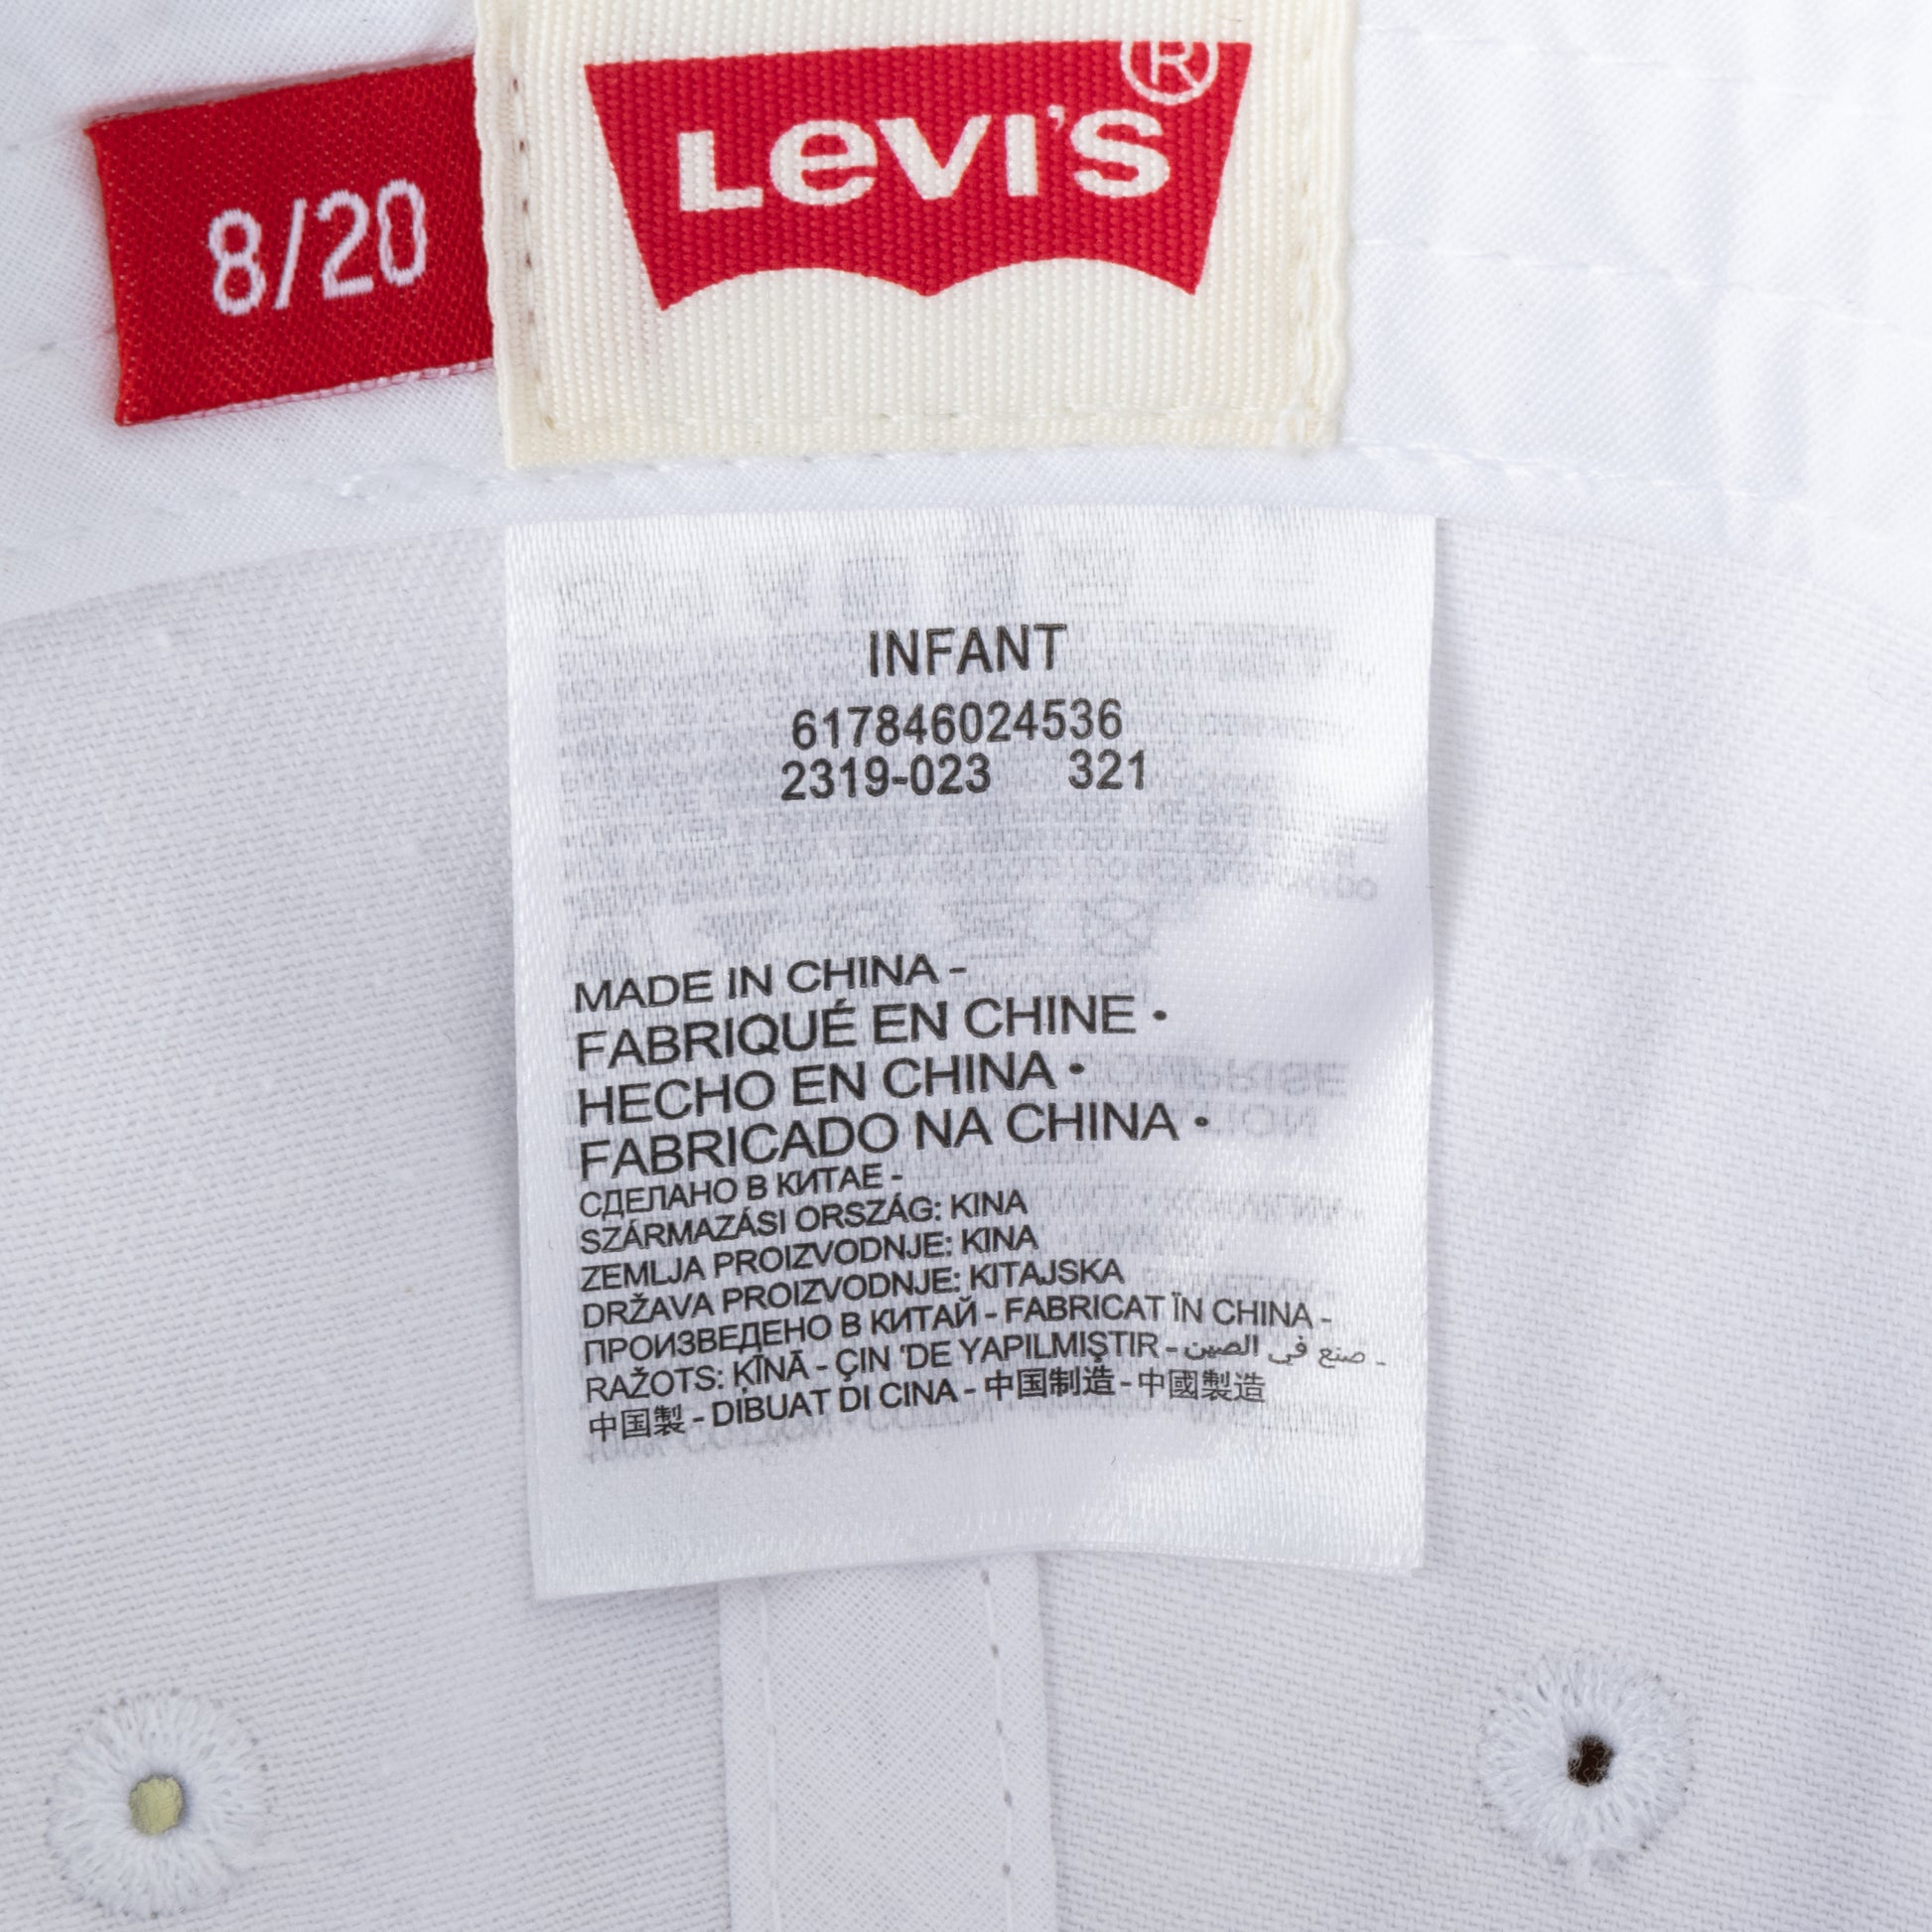 8/20
LEVI'S®
INFANT
617846024536
2319-023 321
MADE IN CHINA -
FABRIQUÉ EN CHINE •
HECHO EN CHINA •
FABRICADO NA CHINA •
СДЕЛАНО В КИТАЕ -
SZÁRMAZÁSI ORSZÁG: KINA
ZEMLJA PROIZVODNJE: KINA
DRŽAVA PROIZVODNJE: KITAJSKA
ПРОИЗВЕДЕНО В КИТАЙ - FABRICAT ÏN CHINA -
RAŽOTS: ĶĪNĀ - ÇIN 'DE YAPILMIŞTIR - صنع فى الصين -
中国製 - DIBUAT DI CINA - 中国制造 - 中國製造